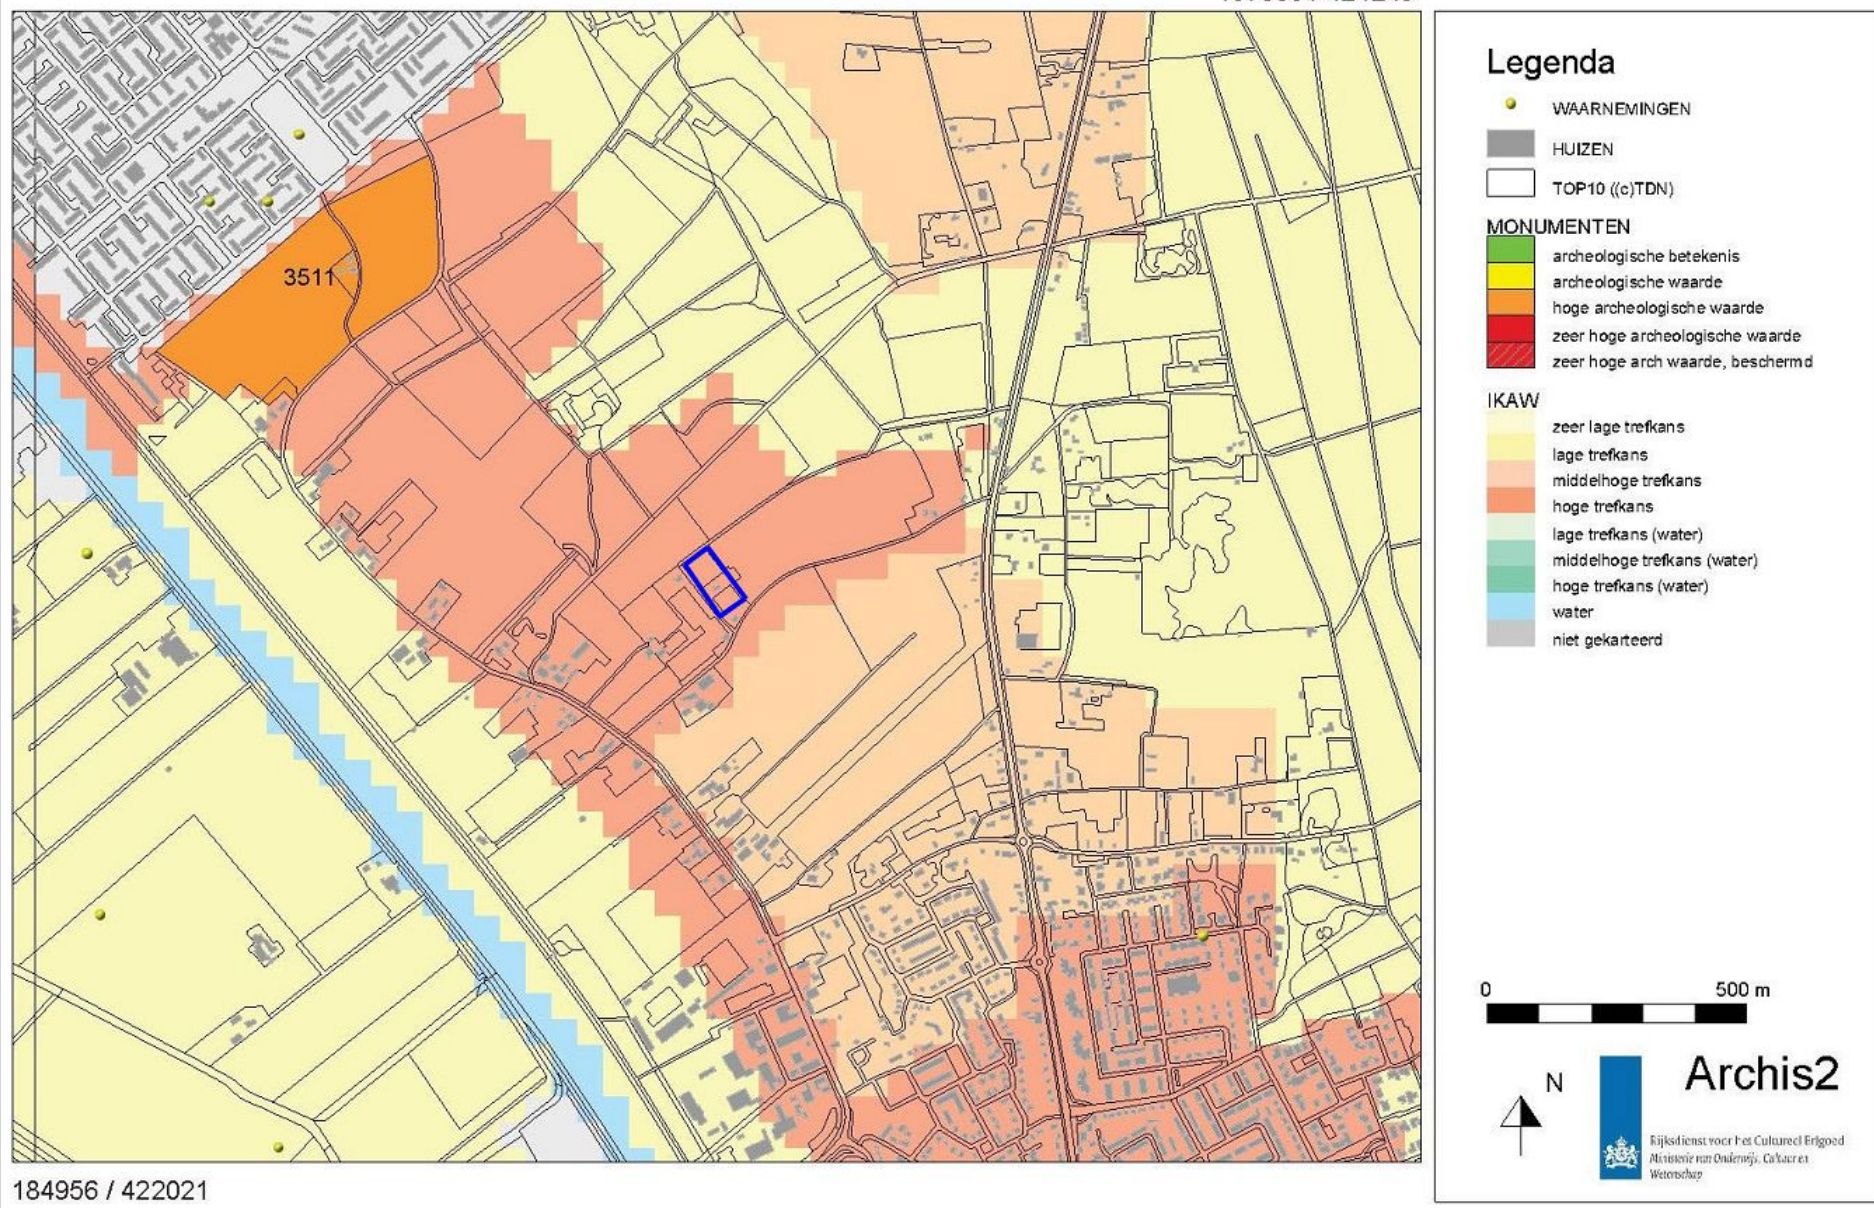 3511
184956 / 422021
Legenda
WAARNEMINGEN
HUIZEN
TOP10 ((c)TDN)
MONUMENTEN
archeologische betekenis
archeologische waarde
hoge archeologische waarde
zeer hoge archeologische waarde
zeer hoge arch waarde, beschermd
IKAW
zeer lage trefkans
lage trefkans
middelhoge trefkans
hoge trefkans
lage trefkans (water)
middelhoge trefkans (water)
hoge trefkans (water)
water
niet gekarteerd
0 500 m
N
Archis2
Rijksdienst voor het Cultureel Erfgoed
Ministerie van Onderwijs, Cultuur en
Wetenschap